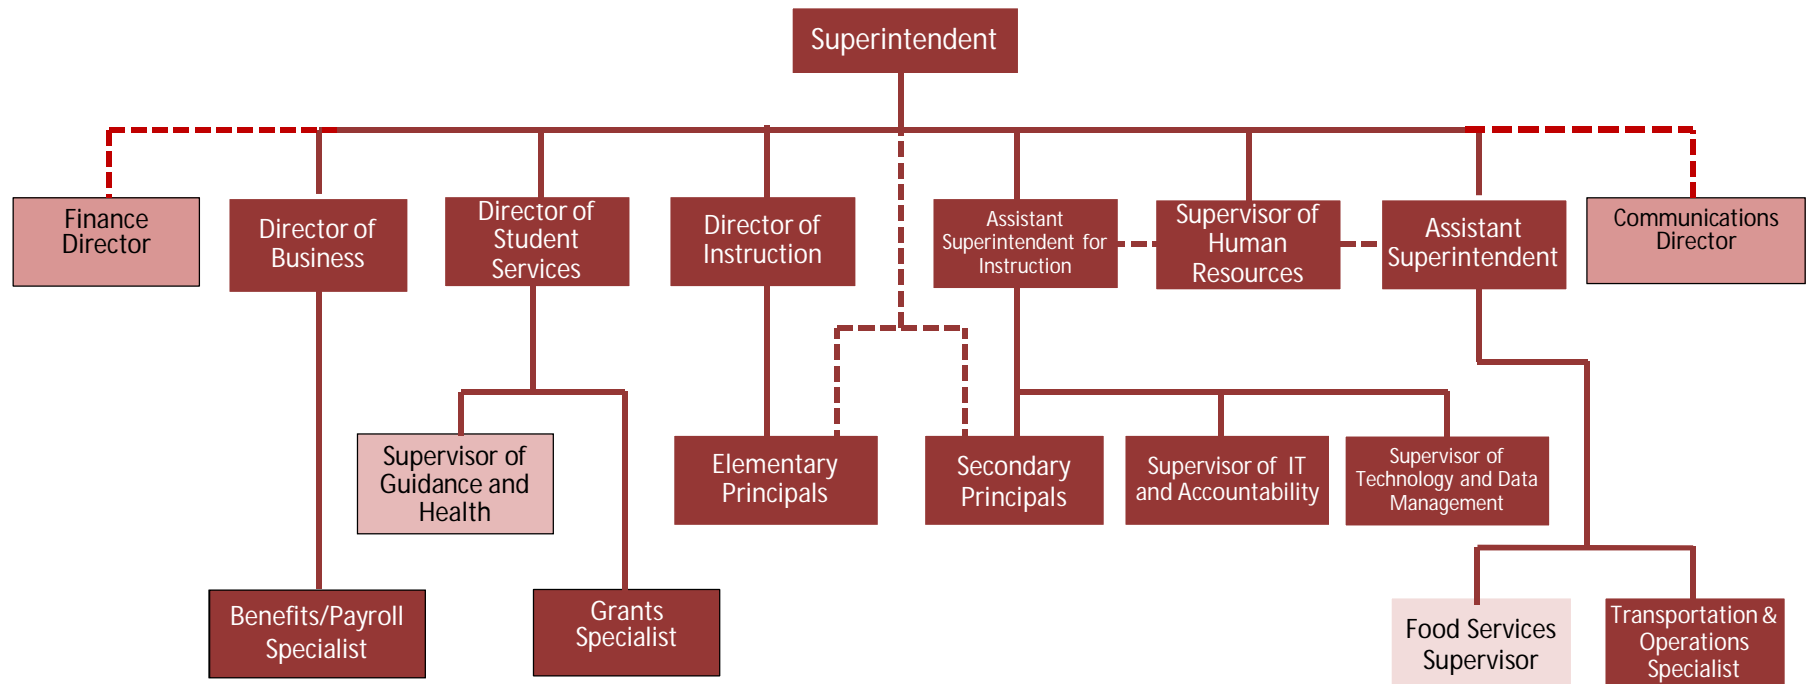 Superintendent
Finance
Director
Director of
Business
Director of
Student
Services
Director of
Instruction
Assistant
Superintendent for
Instruction
Supervisor of
Human
Resources
Assistant
Superintendent
Communications
Director
Supervisor of
Guidance and
Health
Elementary
Principals
Secondary
Principals
Supervisor of IT
and Accountability
Supervisor of
Technology and Data
Management
Benefits/Payroll
Specialist
Grants
Specialist
Food Services
Supervisor
Transportation &
Operations
Specialist